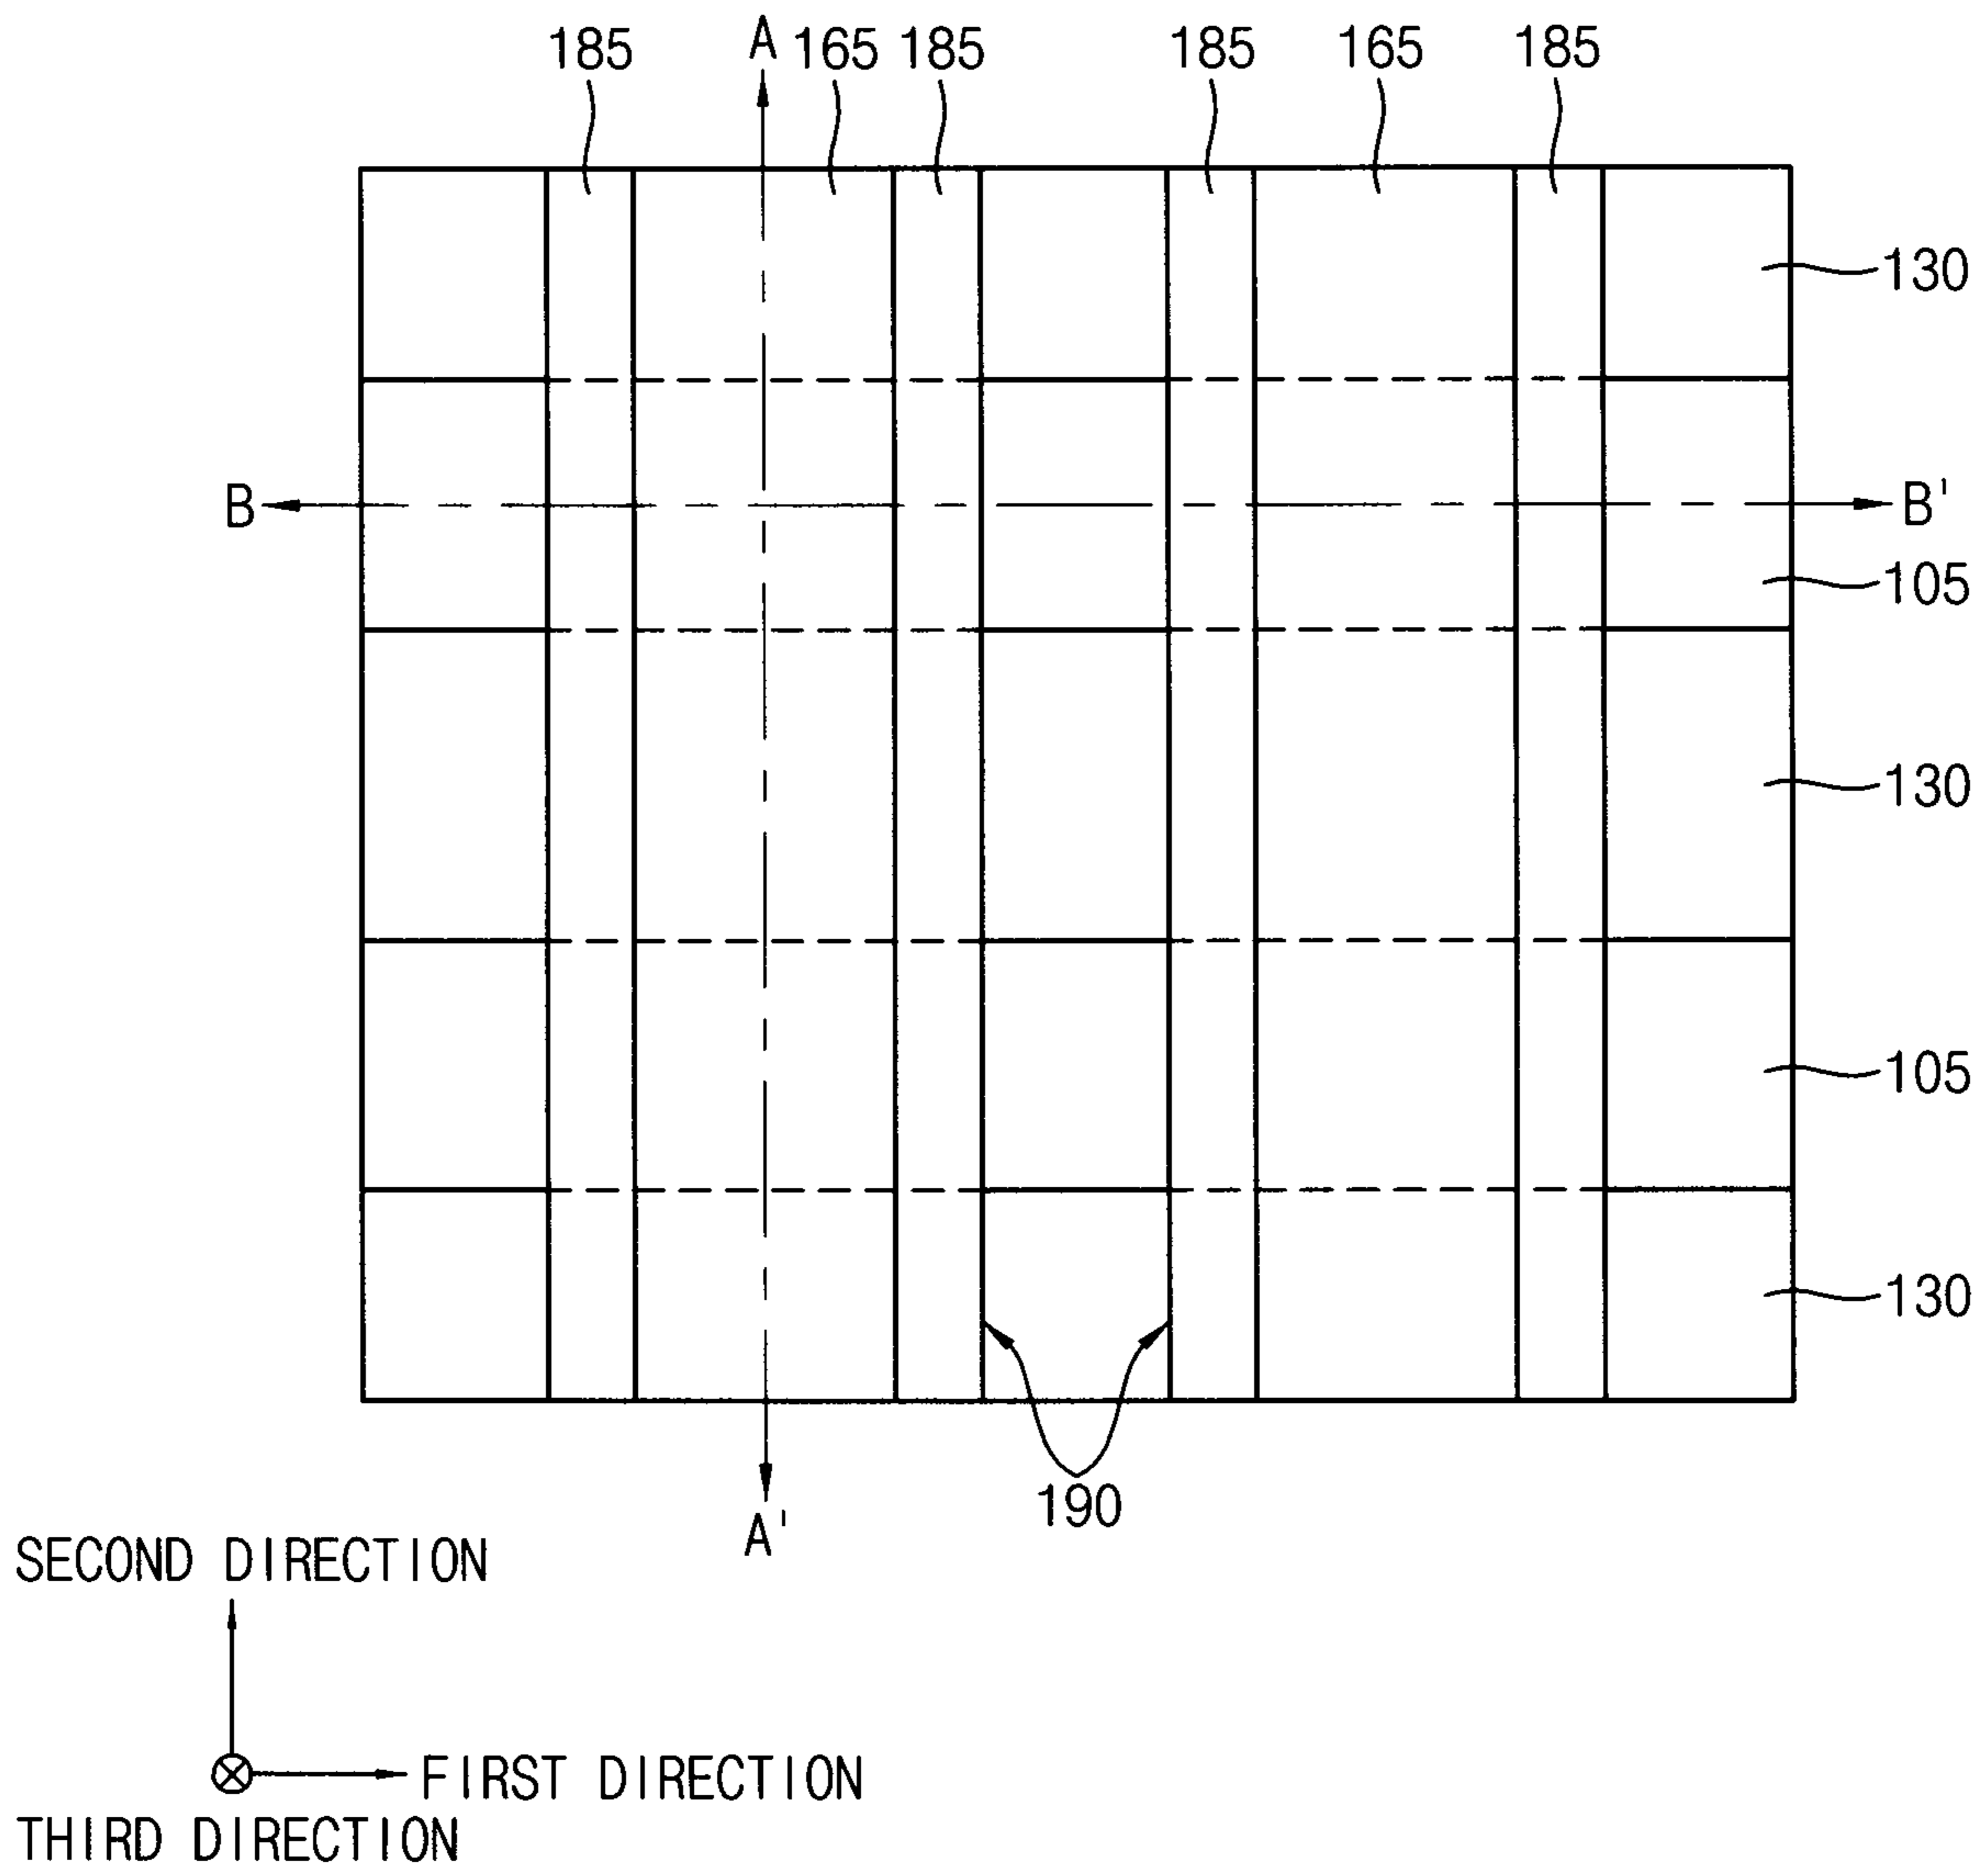 185 A 165 185 185 165 185
130
B B'
105
130
105
130
190
A'
SECOND DIRECTION
FIRST DIRECTION
THIRD DIRECTION